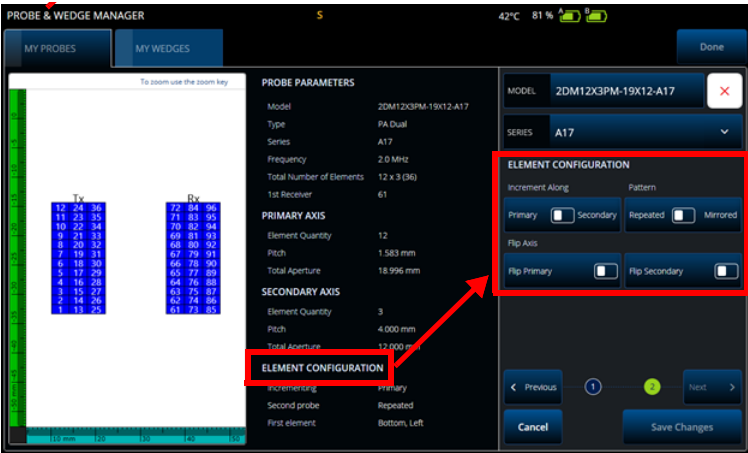 PROBE & WEDGE MANAGER
S
42°C 81 % A B
MY PROBES
MY WEDGES
Done
To zoom use the zoom key
Tx
12 24 36
11 23 35
10 22 34
9 21 33
8 20 32
7 19 31
6 18 30
5 17 29
4 16 28
3 15 27
2 14 26
1 13 25
Rx
72 84 96
71 83 95
70 82 94
69 81 93
68 80 92
67 79 91
66 78 90
65 77 89
64 76 88
63 75 87
62 74 86
61 73 85
10 mm 20 30 40 50
PROBE PARAMETERS
Model 2DM12X3PM-19X12-A17
Type PA Dual
Series A17
Frequency 2.0 MHz
Total Number of Elements 12 x 3 (36)
1st Receiver 61
PRIMARY AXIS
Element Quantity 12
Pitch 1.583 mm
Total Aperture 18.996 mm
SECONDARY AXIS
Element Quantity 3
Pitch 4.000 mm
Total Aperture 12.000 mm
ELEMENT CONFIGURATION
Incrementing Primary
Second probe Repeated
First element Bottom, Left
MODEL 2DM12X3PM-19X12-A17
SERIES A17
ELEMENT CONFIGURATION
Increment Along Pattern
Primary Secondary Repeated Mirrored
Flip Axis
Flip Primary Flip Secondary
Previous 1 2 Next
Cancel Save Changes